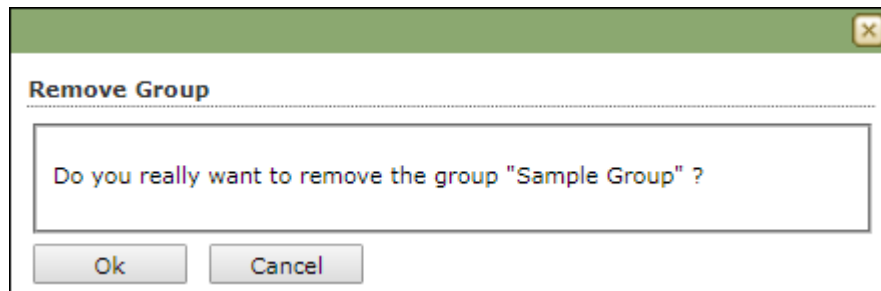 Remove Group
Do you really want to remove the group "Sample Group" ?
Ok Cancel